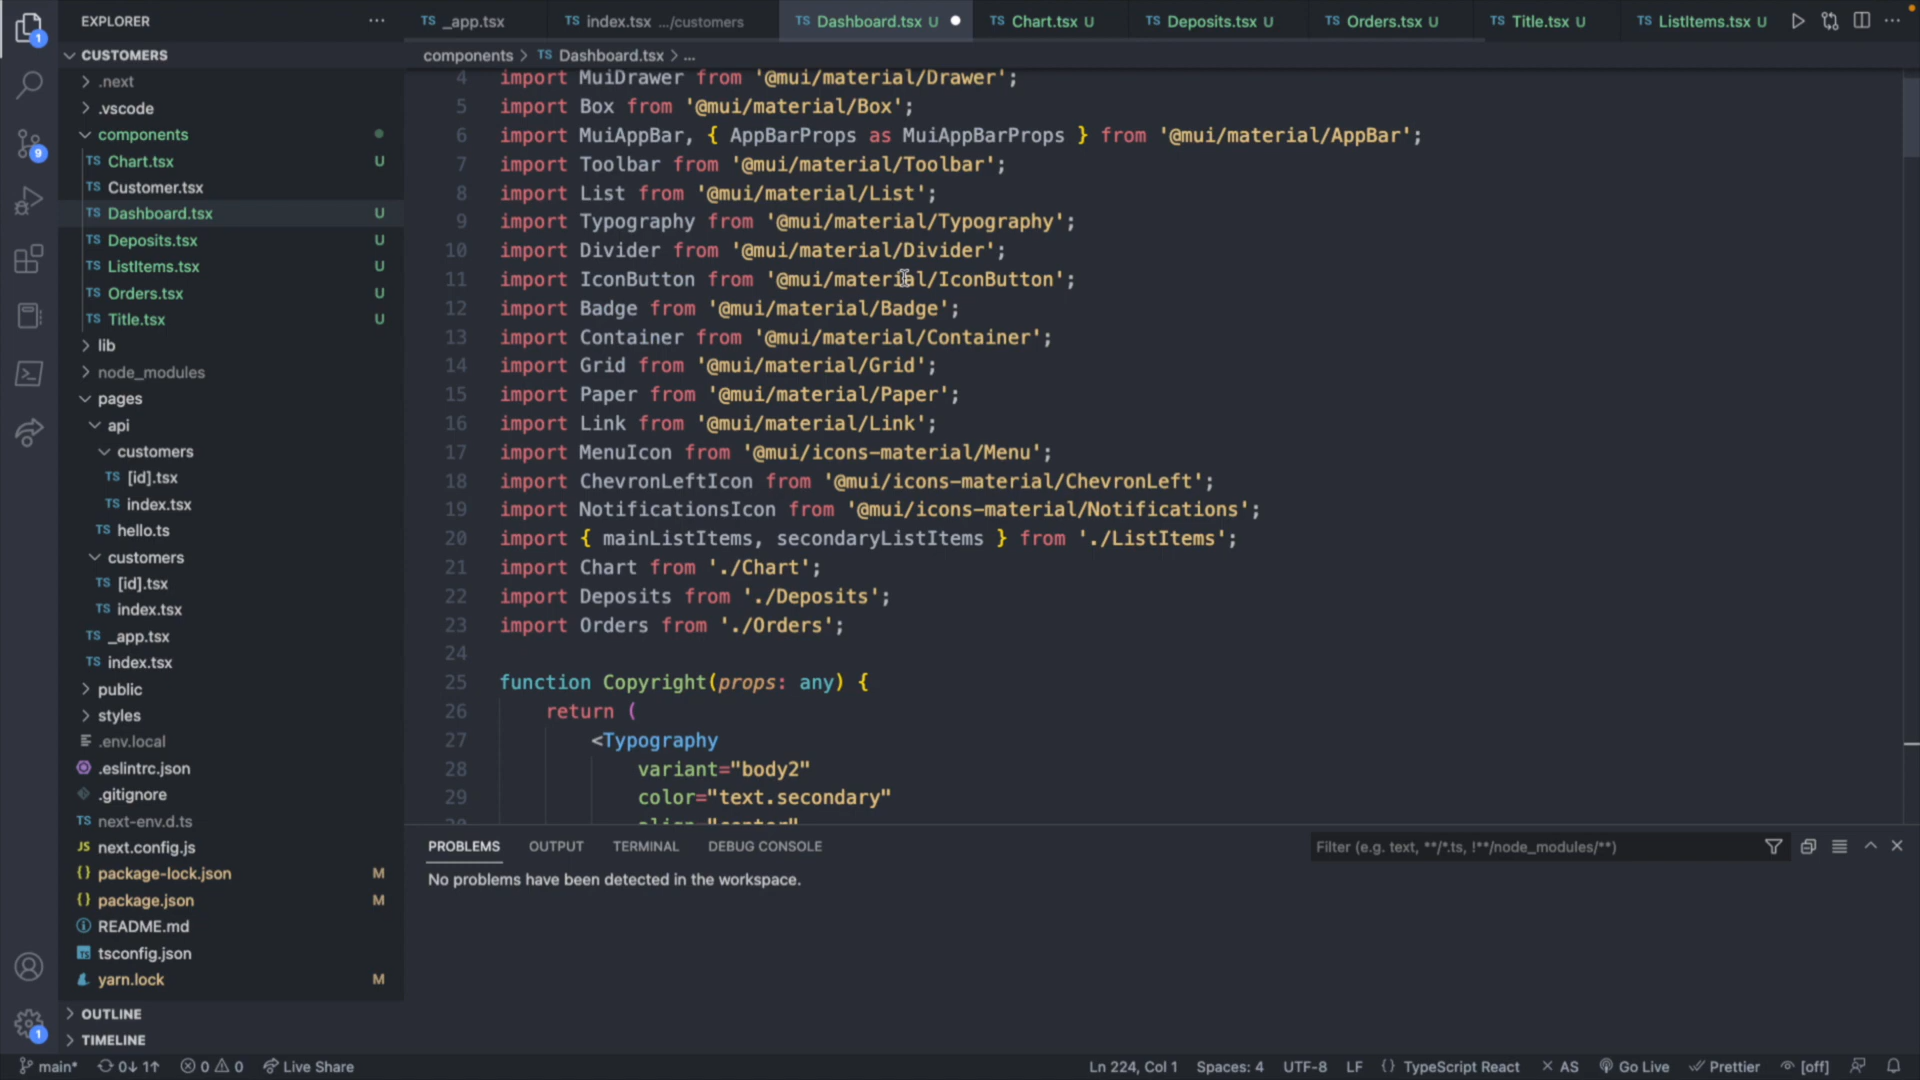 EXPLORER
CUSTOMERS
.next
.vscode
components
TS Chart.tsx U
TS Customer.tsx
TS Dashboard.tsx U
TS Deposits.tsx U
TS ListItems.tsx U
TS Orders.tsx U
TS Title.tsx U
lib
node_modules
pages
api
customers
TS [id].tsx
TS index.tsx
TS hello.ts
customers
TS [id].tsx
TS index.tsx
TS _app.tsx
TS index.tsx
public
styles
.env.local
.eslintrc.json
.gitignore
TS next-env.d.ts
JS next.config.js
{} package-lock.json M
{} package.json M
README.md
TS tsconfig.json
yarn.lock M
OUTLINE
TIMELINE
1
9
1
TS _app.tsx TS index.tsx .../customers TS Dashboard.tsx U TS Chart.tsx U TS Deposits.tsx U TS Orders.tsx U TS Title.tsx U TS ListItems.tsx U
components > TS Dashboard.tsx > ...
4 import MuiDrawer from '@mui/material/Drawer';
5 import Box from '@mui/material/Box';
6 import MuiAppBar, { AppBarProps as MuiAppBarProps } from '@mui/material/AppBar';
7 import Toolbar from '@mui/material/Toolbar';
8 import List from '@mui/material/List';
9 import Typography from '@mui/material/Typography';
10 import Divider from '@mui/material/Divider';
11 import IconButton from '@mui/material/IconButton';
12 import Badge from '@mui/material/Badge';
13 import Container from '@mui/material/Container';
14 import Grid from '@mui/material/Grid';
15 import Paper from '@mui/material/Paper';
16 import Link from '@mui/material/Link';
17 import MenuIcon from '@mui/icons-material/Menu';
18 import ChevronLeftIcon from '@mui/icons-material/ChevronLeft';
19 import NotificationsIcon from '@mui/icons-material/Notifications';
20 import { mainListItems, secondaryListItems } from './ListItems';
21 import Chart from './Chart';
22 import Deposits from './Deposits';
23 import Orders from './Orders';
24
25 function Copyright(props: any) {
26 return (
27 <Typography
28 variant="body2"
29 color="text.secondary"
30 align="center"
PROBLEMS OUTPUT TERMINAL DEBUG CONSOLE
Filter (e.g. text, **/*.ts, !**/node_modules/**)
No problems have been detected in the workspace.
main* 0↓ 1↑ 0 0 Live Share
Ln 224, Col 1 Spaces: 4 UTF-8 LF {} TypeScript React × AS Go Live Prettier [off]